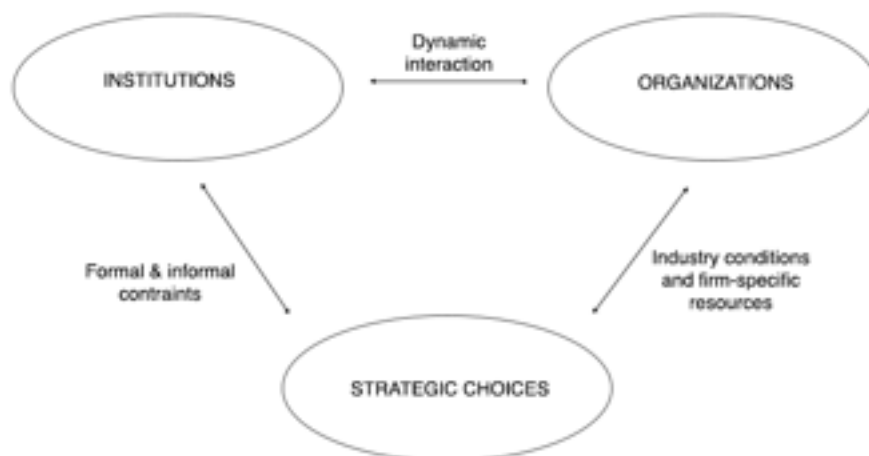 Dynamic
interaction
INSTITUTIONS
ORGANIZATIONS
Formal & informal
contraints
Industry conditions
and firm-specific
resources
STRATEGIC CHOICES